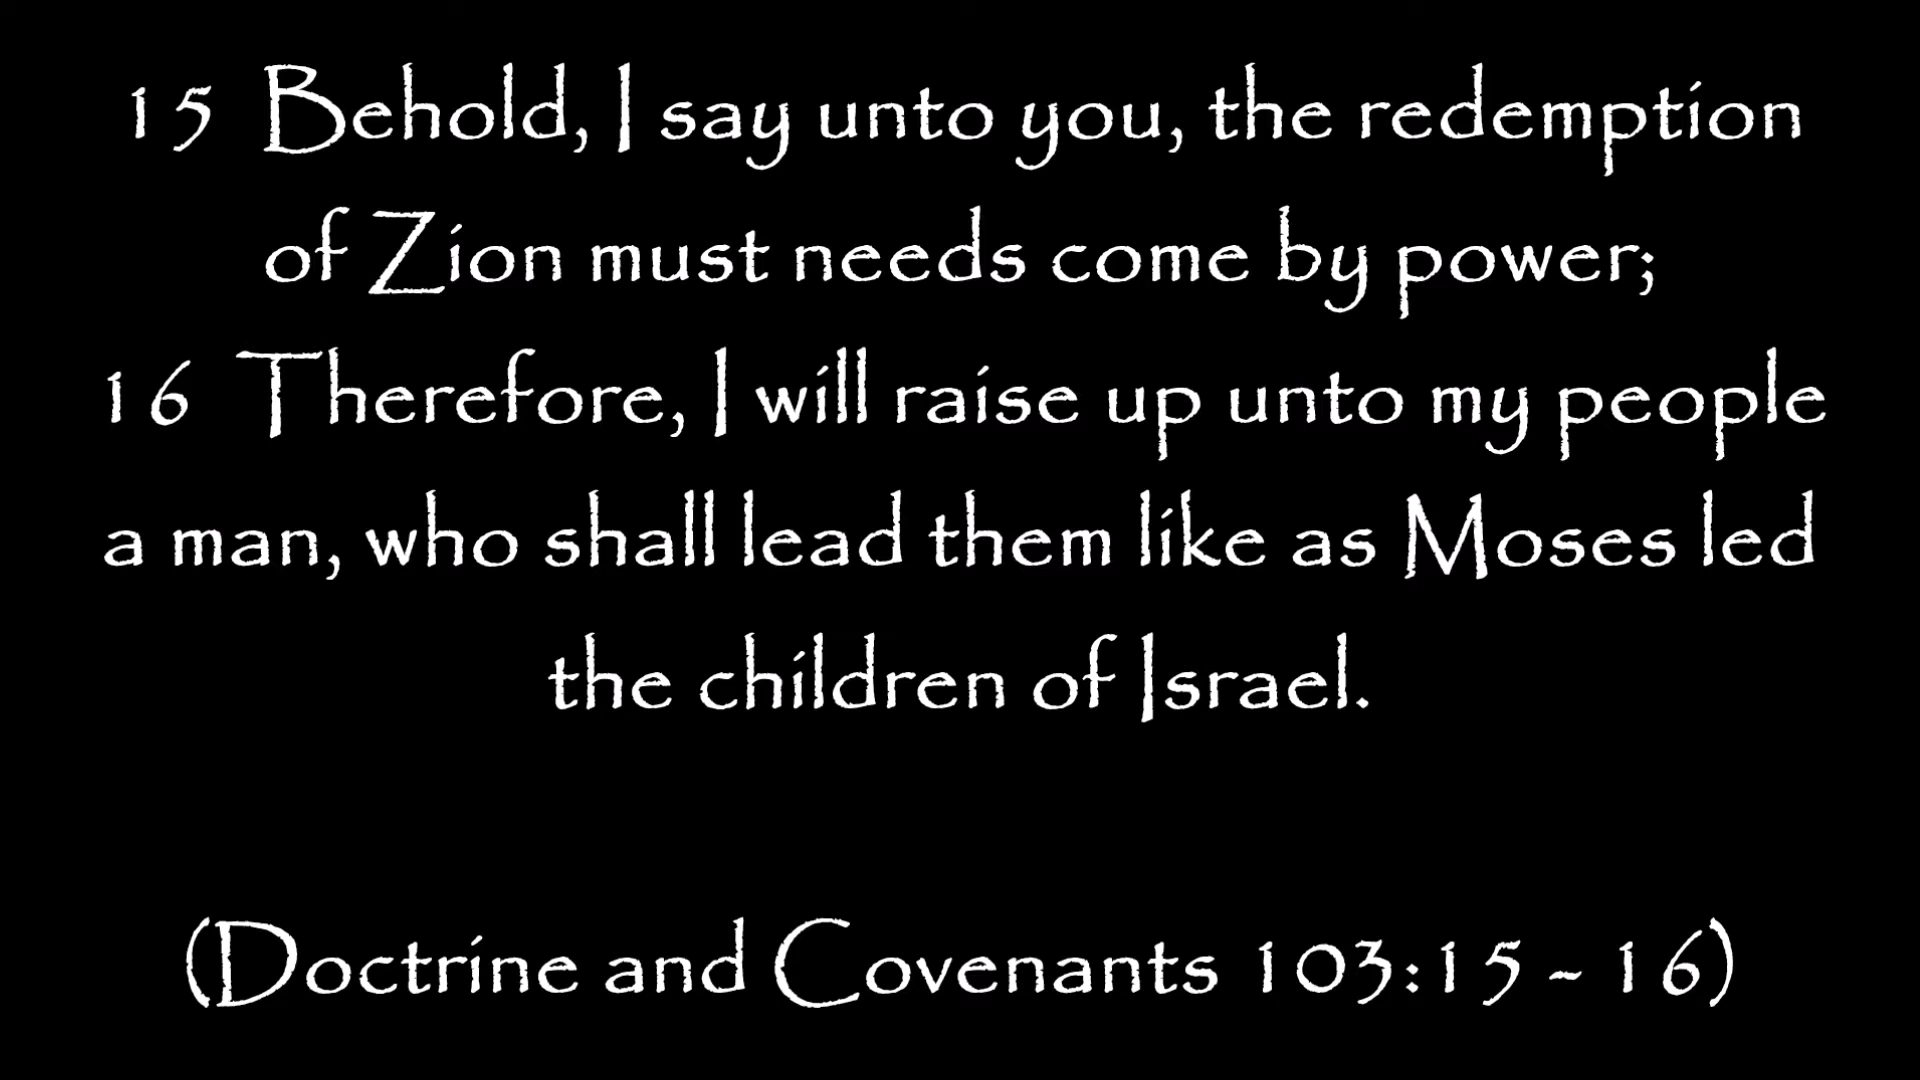 15 Behold, I say unto you, the redemption
of Zion must needs come by power;
16 Therefore, I will raise up unto my people
a man, who shall lead them like as Moses led
the children of Israel.
(Doctrine and Covenants 103:15 - 16)